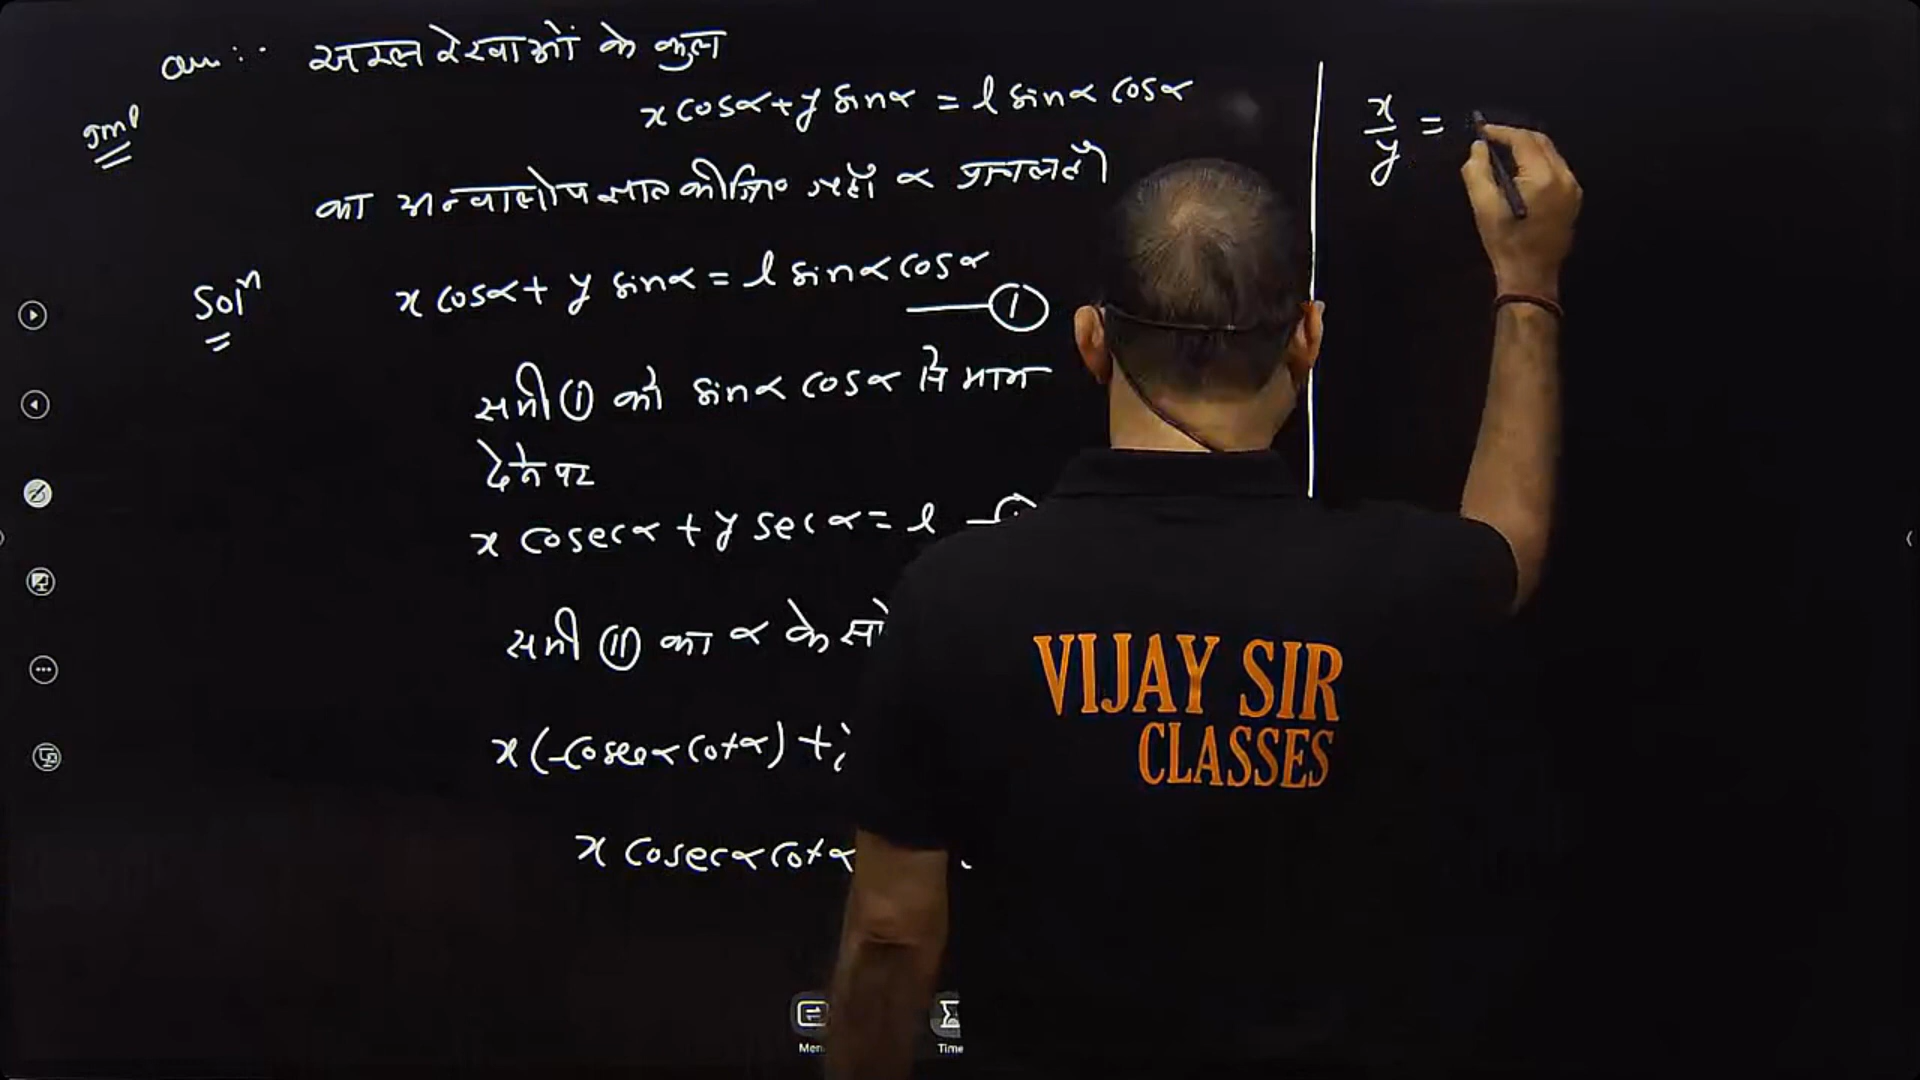 Que:- सरल रेखाओं के कुल
Imp
x cosα + y sinα = l sinα cosα
का अन्वालोप ज्ञात कीजिए जहाँ α प्राचल है।
Solⁿ
x cosα + y sinα = l sinα cosα
①
समी ① को sinα cosα से भाग
देने पर
x cosecα + y secα = l
समी ⑪ का α के सा
x(-cosecα cotα) +
x cosecα cotα
x/y =
VIJAY SIR
CLASSES
Men
Time